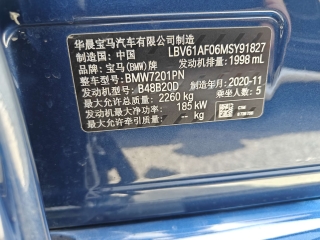 华晨宝马汽车有限公司制造
制造国: 中国 LBV61AF06MSY91827
品牌: 宝马(BMW)牌 发动机排量: 1998 mL
整车型号: BMW7201PN
发动机型号: B48B20D 制造年月: 2020-11
最大允许总质量: 2260 kg 乘坐人数: 5
发动机最大净功率: 185 kW
最大允许牵引质量: -- kg